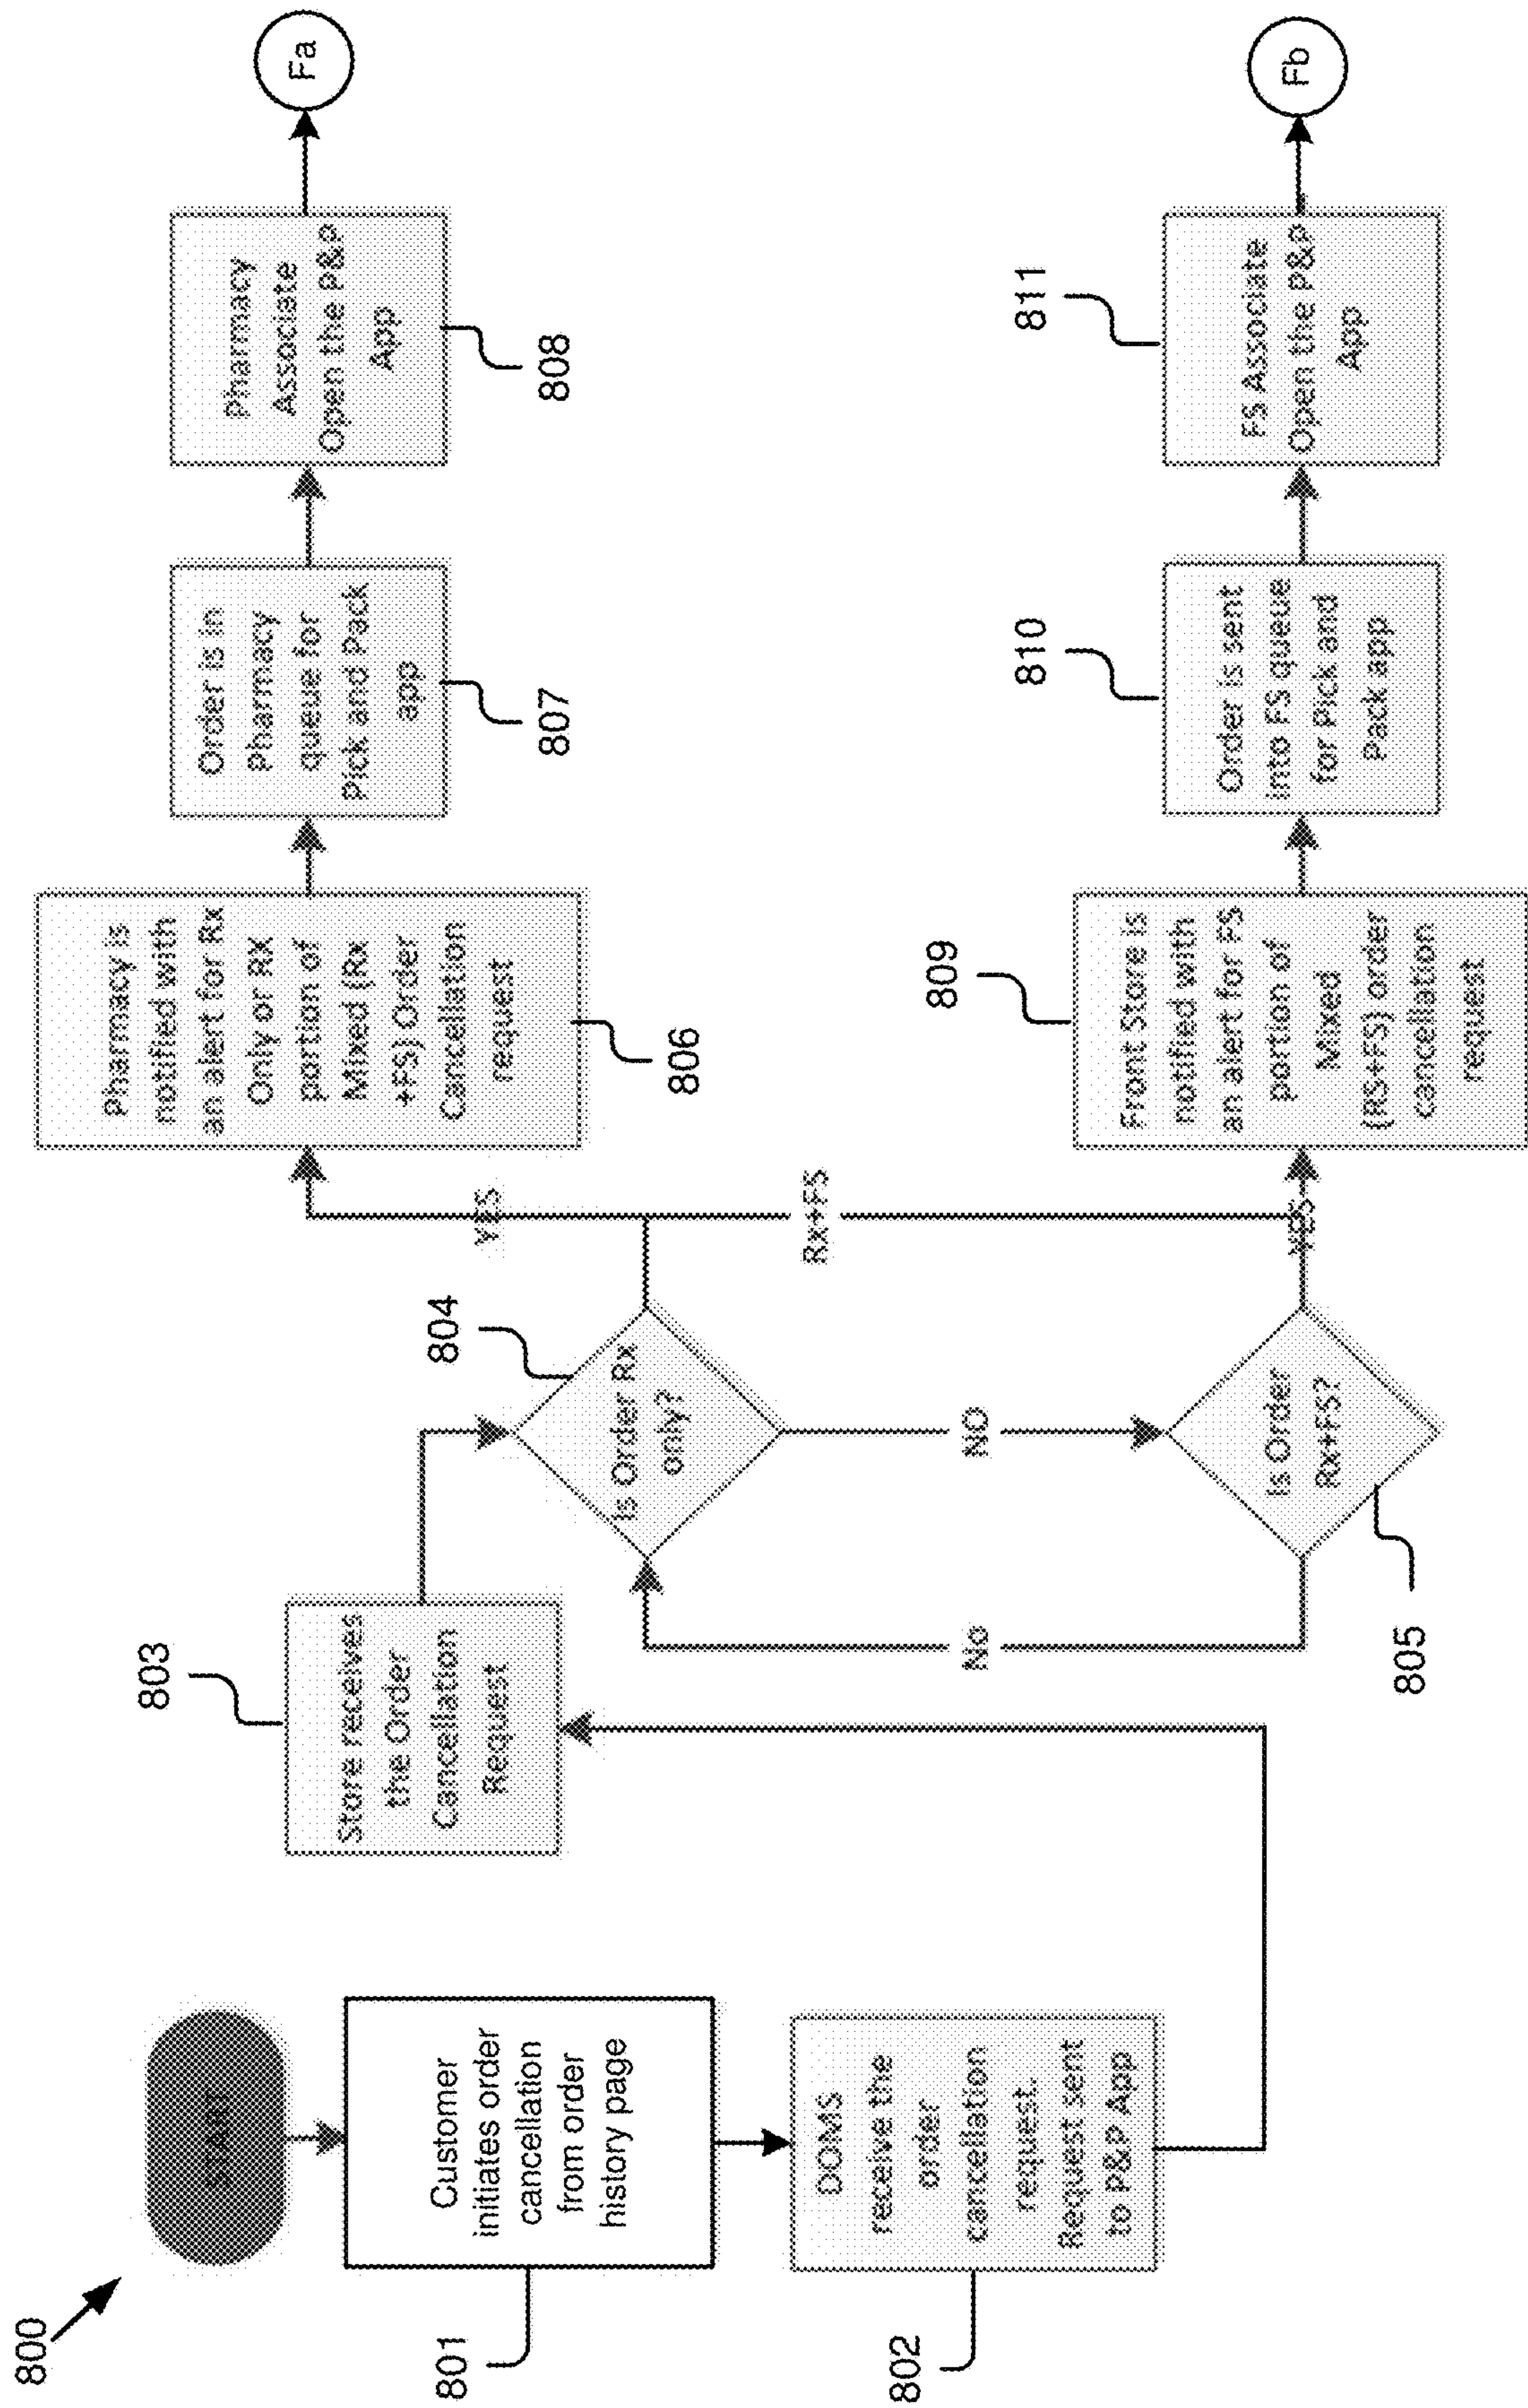 800
START
801
Customer
initiates order
cancellation
from order
history page
802
DOMS
receive the
order
cancellation
request.
Request sent
to P&P App
803
Store receives
the Order
Cancellation
Request
804
Is Order Rx
only?
NO
No
805
Is Order
Rx+FS?
YES
Rx+FS
YES
806
Pharmacy is
notified with
an alert for Rx
Only or RX
portion of
Mixed (Rx
+FS) Order
Cancellation
request
807
Order is in
Pharmacy
queue for
Pick and Pack
app
808
Pharmacy
Associate
Open the P&P
App
Fa
809
Front Store is
notified with
an alert for FS
portion of
Mixed
(RS+FS) order
cancellation
request
810
Order is sent
into FS queue
for Pick and
Pack app
811
FS Associate
Open the P&P
App
Fb